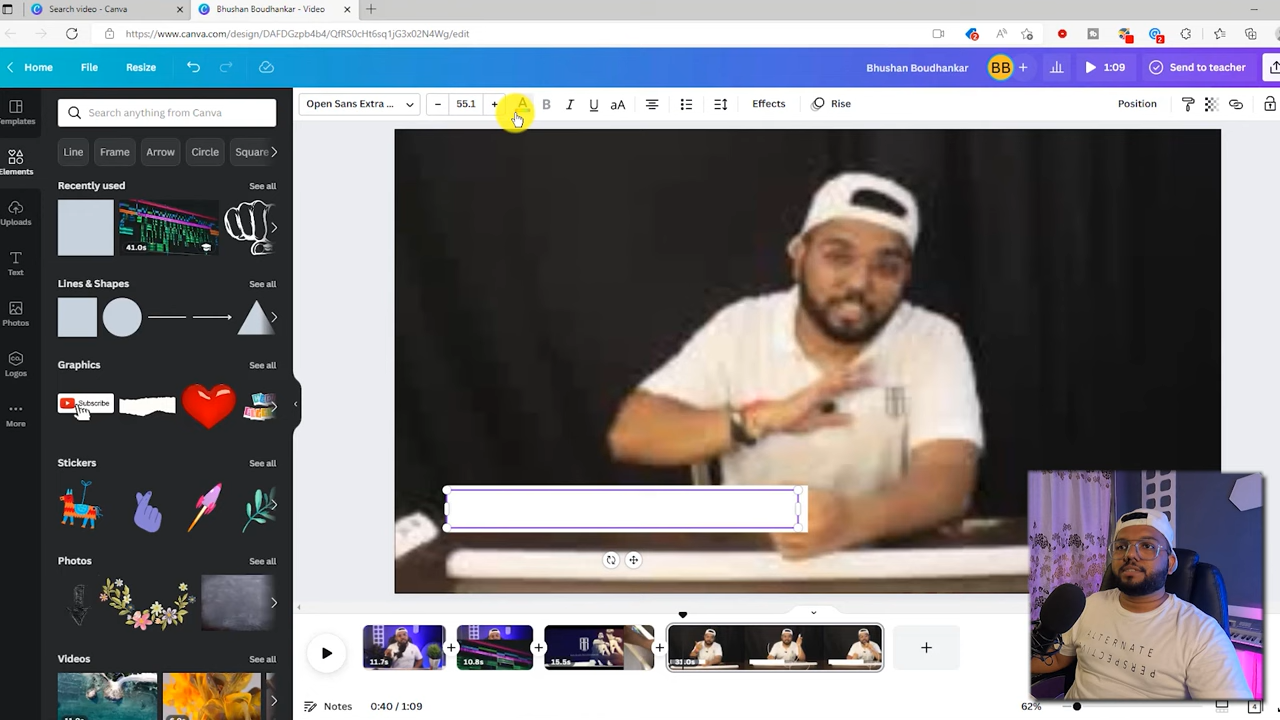 Search video - Canva
Bhushan Boudhankar - Video
https://www.canva.com/design/DAFDGzpb4b4/QfRS0cHt6sq1jG3x02N4Wg/edit
Home
File
Resize
Bhushan Boudhankar
BB
1:09
Send to teacher
Open Sans Extra ...
55.1
A
B
I
U
aA
Effects
Rise
Position
Search anything from Canva
Templates
Elements
Uploads
Text
Photos
Logos
More
Line
Frame
Arrow
Circle
Square
Recently used
See all
41.0s
Lines & Shapes
See all
Graphics
See all
Subscribe
Stickers
See all
Photos
See all
Videos
See all
11.7s
10.8s
15.5s
31.0s
Notes
0:40 / 1:09
62%
4
ALTERNATE
PERSPECTIVE